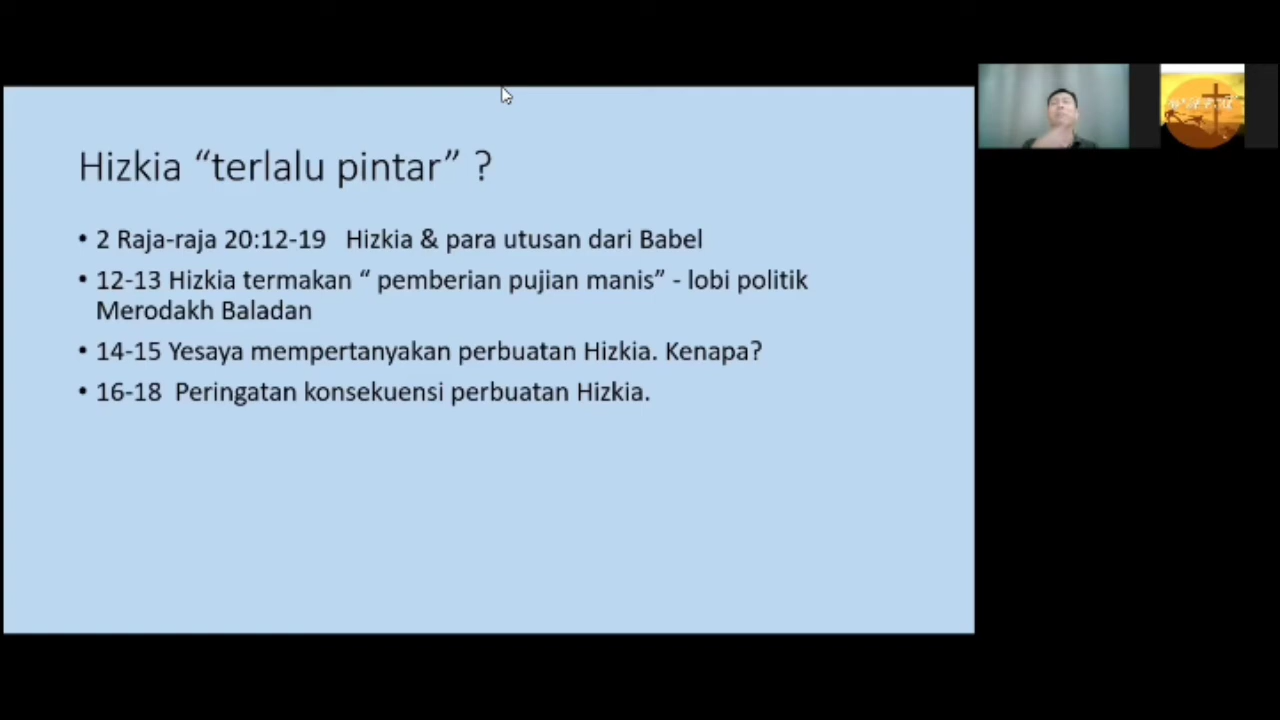 Hizkia “terlalu pintar” ?
• 2 Raja-raja 20:12-19   Hizkia & para utusan dari Babel
• 12-13 Hizkia termakan “ pemberian pujian manis” - lobi politik
Merodakh Baladan
• 14-15 Yesaya mempertanyakan perbuatan Hizkia. Kenapa?
• 16-18  Peringatan konsekuensi perbuatan Hizkia.